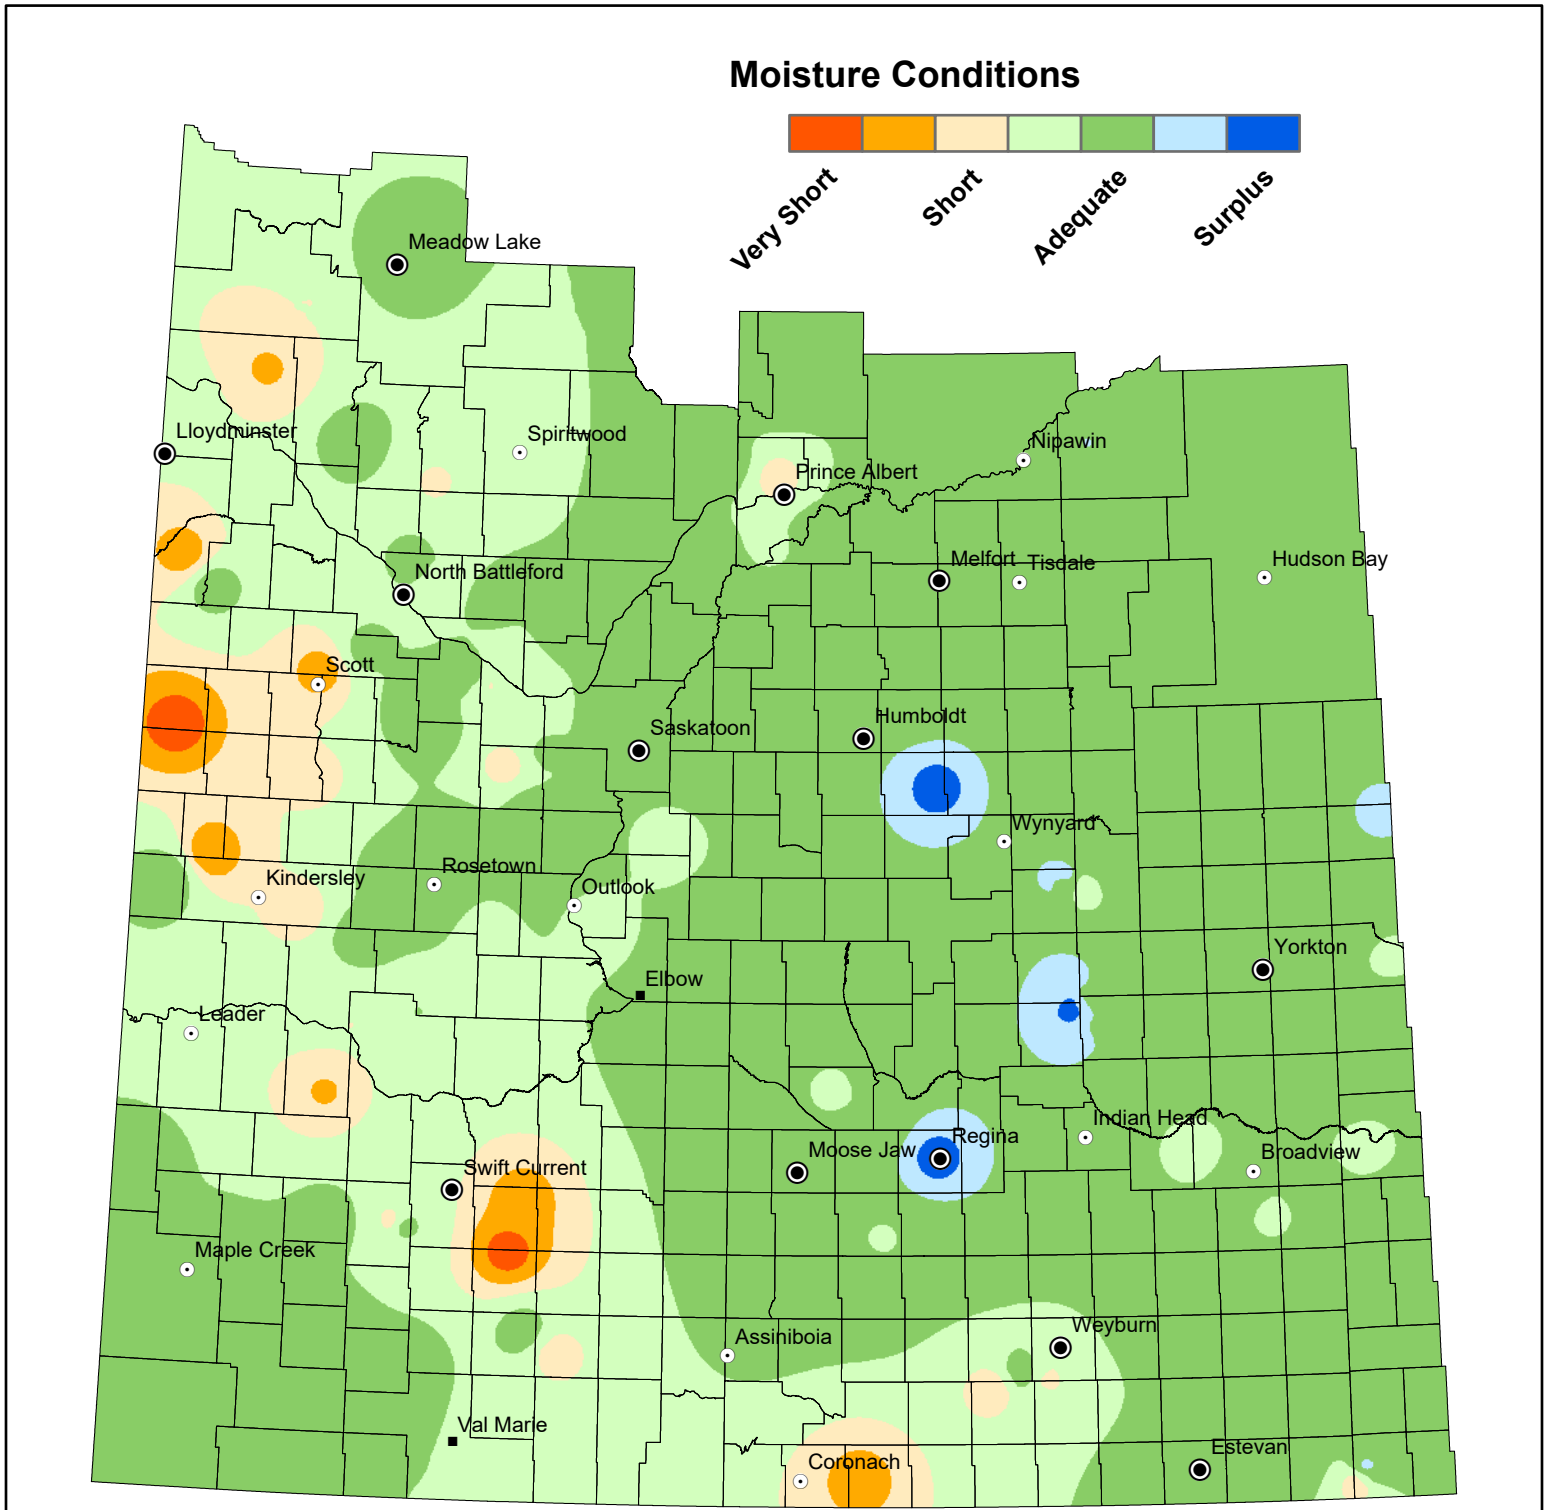 Moisture Conditions
Very Short
Short
Adequate
Surplus
Meadow Lake
Lloydminster
Spiritwood
Nipawin
Prince Albert
Melfort
Tisdale
Hudson Bay
North Battleford
Scott
Saskatoon
Humboldt
Wynyard
Rosetown
Kindersley
Outlook
Yorkton
Elbow
Leader
Indian Head
Regina
Moose Jaw
Broadview
Swift Current
Maple Creek
Weyburn
Assiniboia
Val Marie
Estevan
Coronach